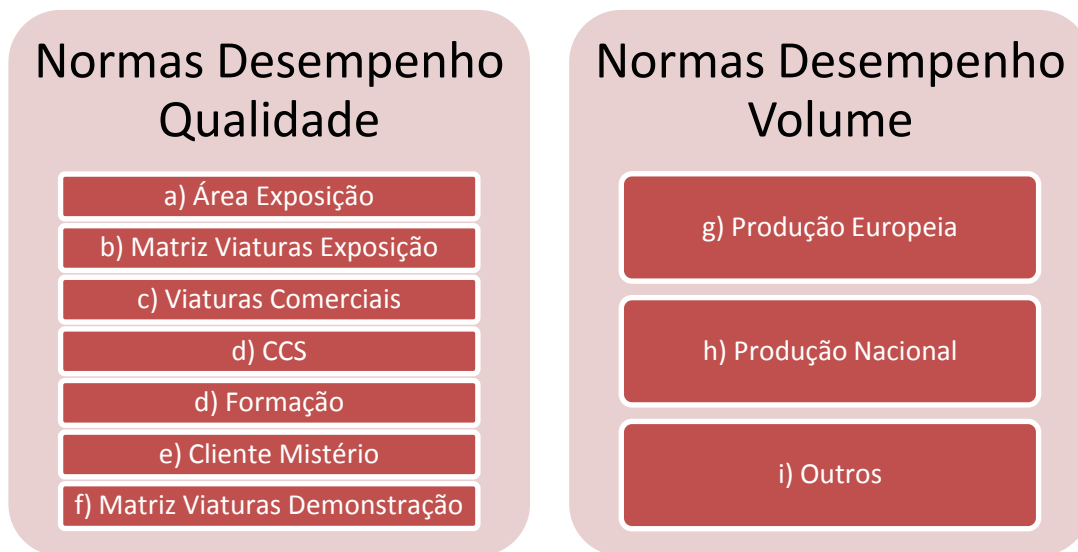 Normas Desempenho
Qualidade
a) Área Exposição
b) Matriz Viaturas Exposição
c) Viaturas Comerciais
d) CCS
d) Formação
e) Cliente Mistério
f) Matriz Viaturas Demonstração
Normas Desempenho
Volume
g) Produção Europeia
h) Produção Nacional
i) Outros